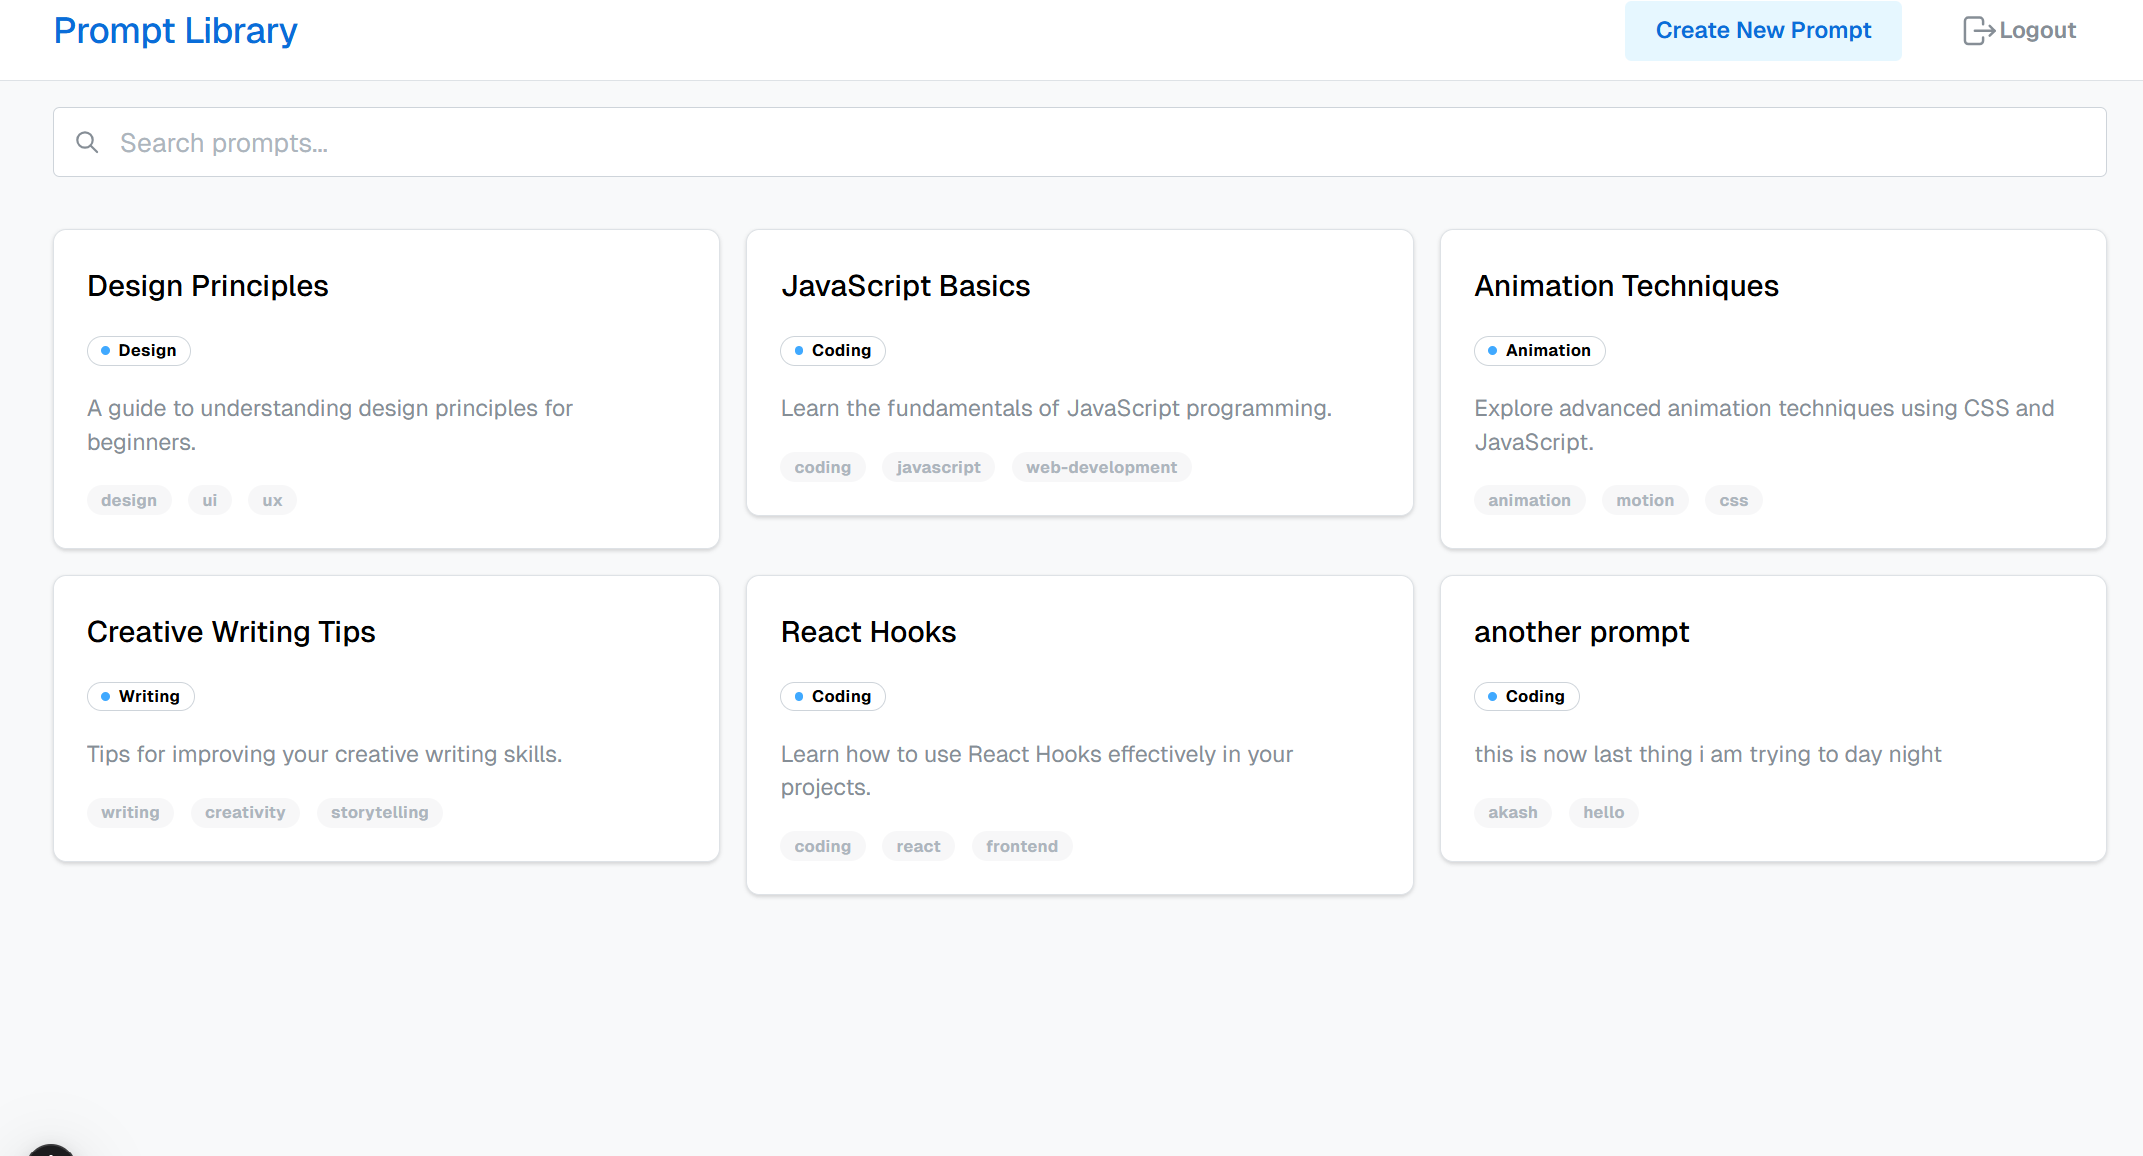 Prompt Library
Create New Prompt
Logout
Search prompts...
Design Principles
Design
A guide to understanding design principles for
beginners.
design ui ux
JavaScript Basics
Coding
Learn the fundamentals of JavaScript programming.
coding javascript web-development
Animation Techniques
Animation
Explore advanced animation techniques using CSS and
JavaScript.
animation motion css
Creative Writing Tips
Writing
Tips for improving your creative writing skills.
writing creativity storytelling
React Hooks
Coding
Learn how to use React Hooks effectively in your
projects.
coding react frontend
another prompt
Coding
this is now last thing i am trying to day night
akash hello